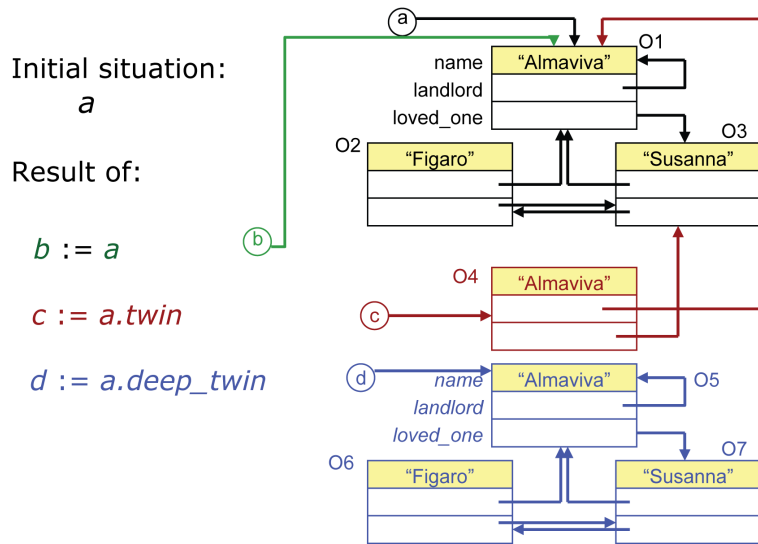 a
O1
Initial situation:
a
name
"Almaviva"
landlord
loved_one
O2
O3
Result of:
"Figaro"
"Susanna"
b := a
b
O4
"Almaviva"
c := a.twin
c
d := a.deep_twin
d
name
"Almaviva"
O5
landlord
loved_one
O6
O7
"Figaro"
"Susanna"